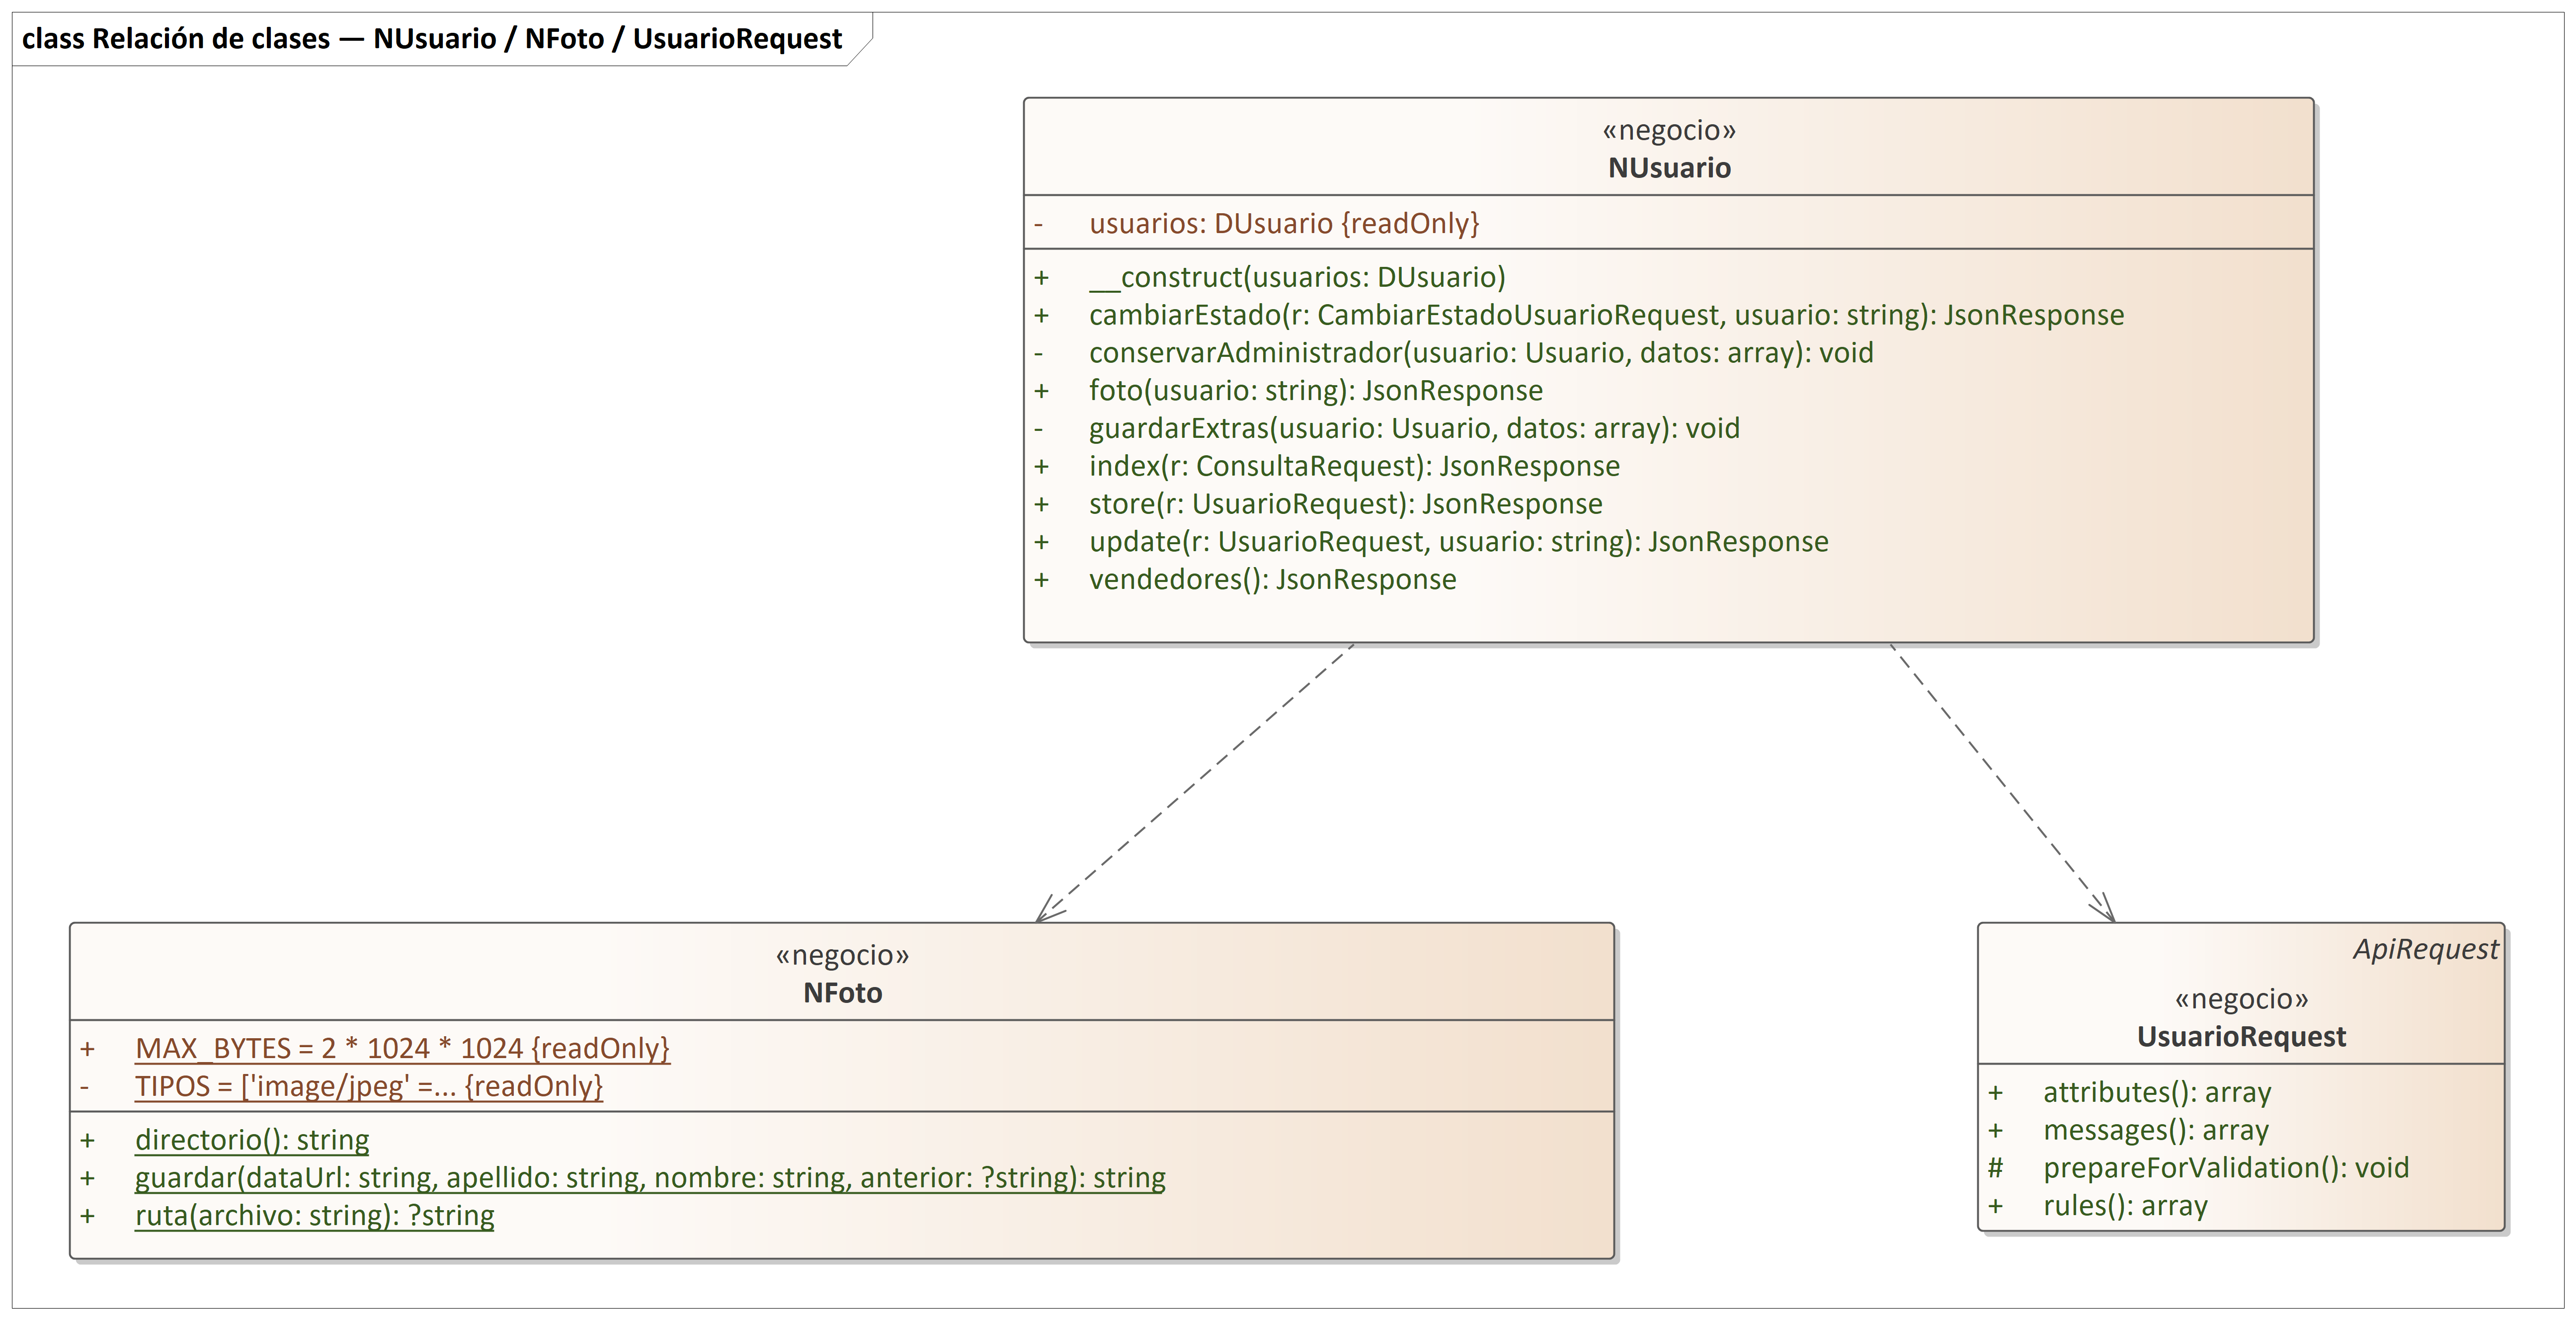 class Relación de clases — NUsuario / NFoto / UsuarioRequest
«negocio»
NUsuario
- usuarios: DUsuario {readOnly}
+ __construct(usuarios: DUsuario)
+ cambiarEstado(r: CambiarEstadoUsuarioRequest, usuario: string): JsonResponse
- conservarAdministrador(usuario: Usuario, datos: array): void
+ foto(usuario: string): JsonResponse
- guardarExtras(usuario: Usuario, datos: array): void
+ index(r: ConsultaRequest): JsonResponse
+ store(r: UsuarioRequest): JsonResponse
+ update(r: UsuarioRequest, usuario: string): JsonResponse
+ vendedores(): JsonResponse
«negocio»
NFoto
+ MAX_BYTES = 2 * 1024 * 1024 {readOnly}
- TIPOS = ['image/jpeg' =... {readOnly}
+ directorio(): string
+ guardar(dataUrl: string, apellido: string, nombre: string, anterior: ?string): string
+ ruta(archivo: string): ?string
ApiRequest
«negocio»
UsuarioRequest
+ attributes(): array
+ messages(): array
# prepareForValidation(): void
+ rules(): array